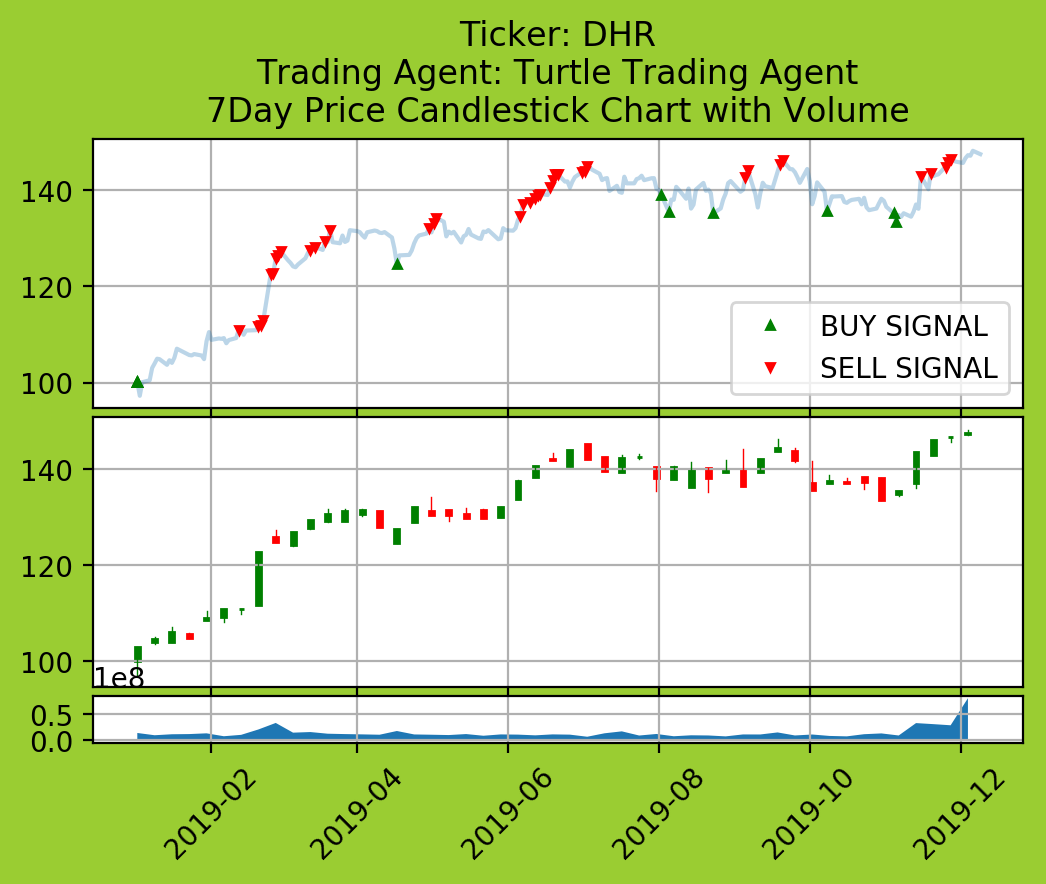 Ticker: DHR
Trading Agent: Turtle Trading Agent
7Day Price Candlestick Chart with Volume
140
120
100
BUY SIGNAL
SELL SIGNAL
140
120
100
1e8
0.5
0.0
2019-02
2019-04
2019-06
2019-08
2019-10
2019-12